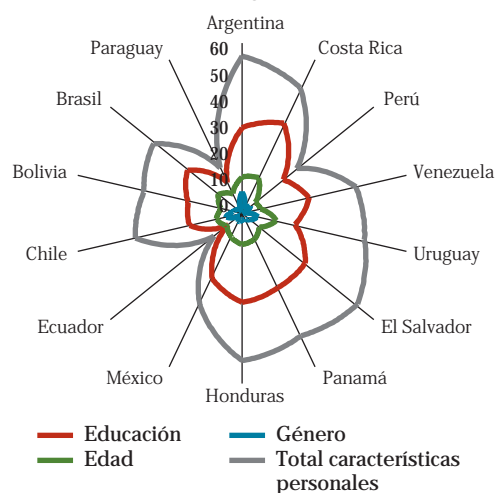 Argentina
Paraguay
Costa Rica
Brasil
Perú
Bolivia
Venezuela
Chile
Uruguay
Ecuador
El Salvador
México
Panamá
Honduras
60
50
40
30
20
10
0
Educación
Género
Edad
Total características
personales